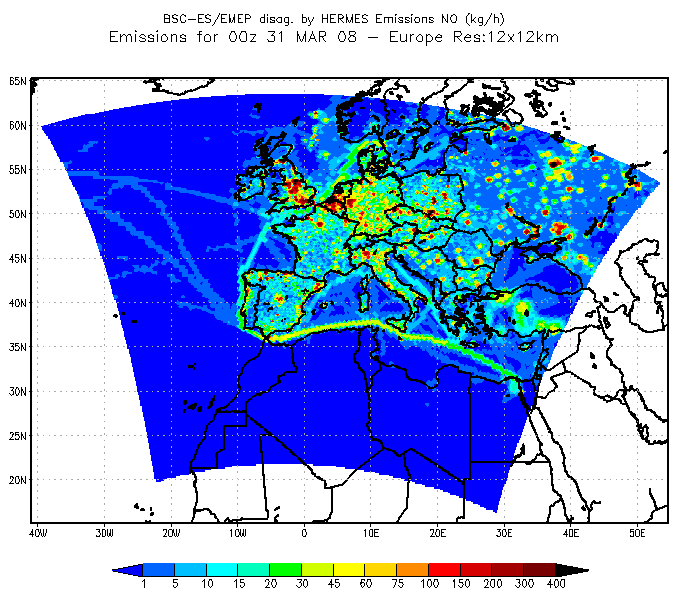 BSC-ES/EMEP disag. by HERMES Emissions NO (kg/h)
Emissions for 00z 31 MAR 08 - Europe Res:12x12km
65N
60N
55N
50N
45N
40N
35N
30N
25N
20N
40W 30W 20W 10W 0 10E 20E 30E 40E 50E
1 5 10 15 20 30 45 60 75 100 150 200 300 400